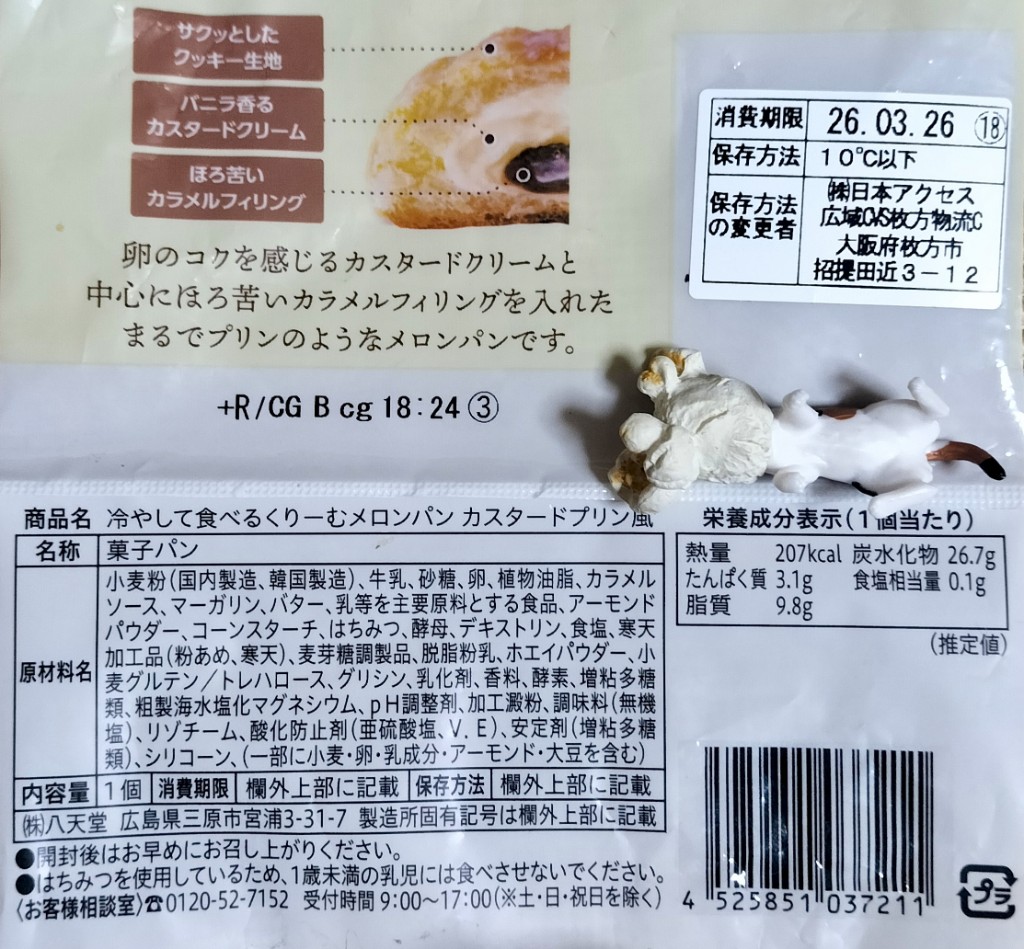 サクッとした
クッキー生地
バニラ香る
カスタードクリーム
ほろ苦い
カラメルフィリング
卵のコクを感じるカスタードクリームと
中心にほろ苦いカラメルフィリングを入れた
まるでプリンのようなメロンパンです。
消費期限 26.03.26 ⑱
保存方法 10℃以下
保存方法の変更者
㈱日本アクセス
広域CVS枚方物流C
大阪府枚方市
招提田近3-12
+R/CG B cg 18:24 ③
商品名 冷やして食べるくりーむメロンパン カスタードプリン風
名称 菓子パン
原材料名
小麦粉(国内製造、韓国製造)、牛乳、砂糖、卵、植物油脂、カラメル
ソース、マーガリン、バター、乳等を主要原料とする食品、アーモンド
パウダー、コーンスターチ、はちみつ、酵母、デキストリン、食塩、寒天
加工品(粉あめ、寒天)、麦芽糖調製品、脱脂粉乳、ホエイパウダー、小
麦グルテン/トレハロース、グリシン、乳化剤、香料、酵素、増粘多糖
類、粗製海水塩化マグネシウム、pH調整剤、加工澱粉、調味料(無機
塩)、リゾチーム、酸化防止剤(亜硫酸塩、V.E)、安定剤(増粘多糖
類)、シリコーン、(一部に小麦・卵・乳成分・アーモンド・大豆を含む)
内容量 1個 消費期限 欄外上部に記載 保存方法 欄外上部に記載
㈱八天堂 広島県三原市宮浦3-31-7 製造所固有記号は欄外上部に記載
●開封後はお早めにお召し上がりください。
●はちみつを使用しているため、1歳未満の乳児には食べさせないでください。
〈お客様相談室〉☎0120-52-7152 受付時間 9:00〜17:00(※土・日・祝日を除く)
栄養成分表示(1個当たり)
熱量 207kcal 炭水化物 26.7g
たんぱく質 3.1g 食塩相当量 0.1g
脂質 9.8g
(推定値)
4 525851 037211
プラ